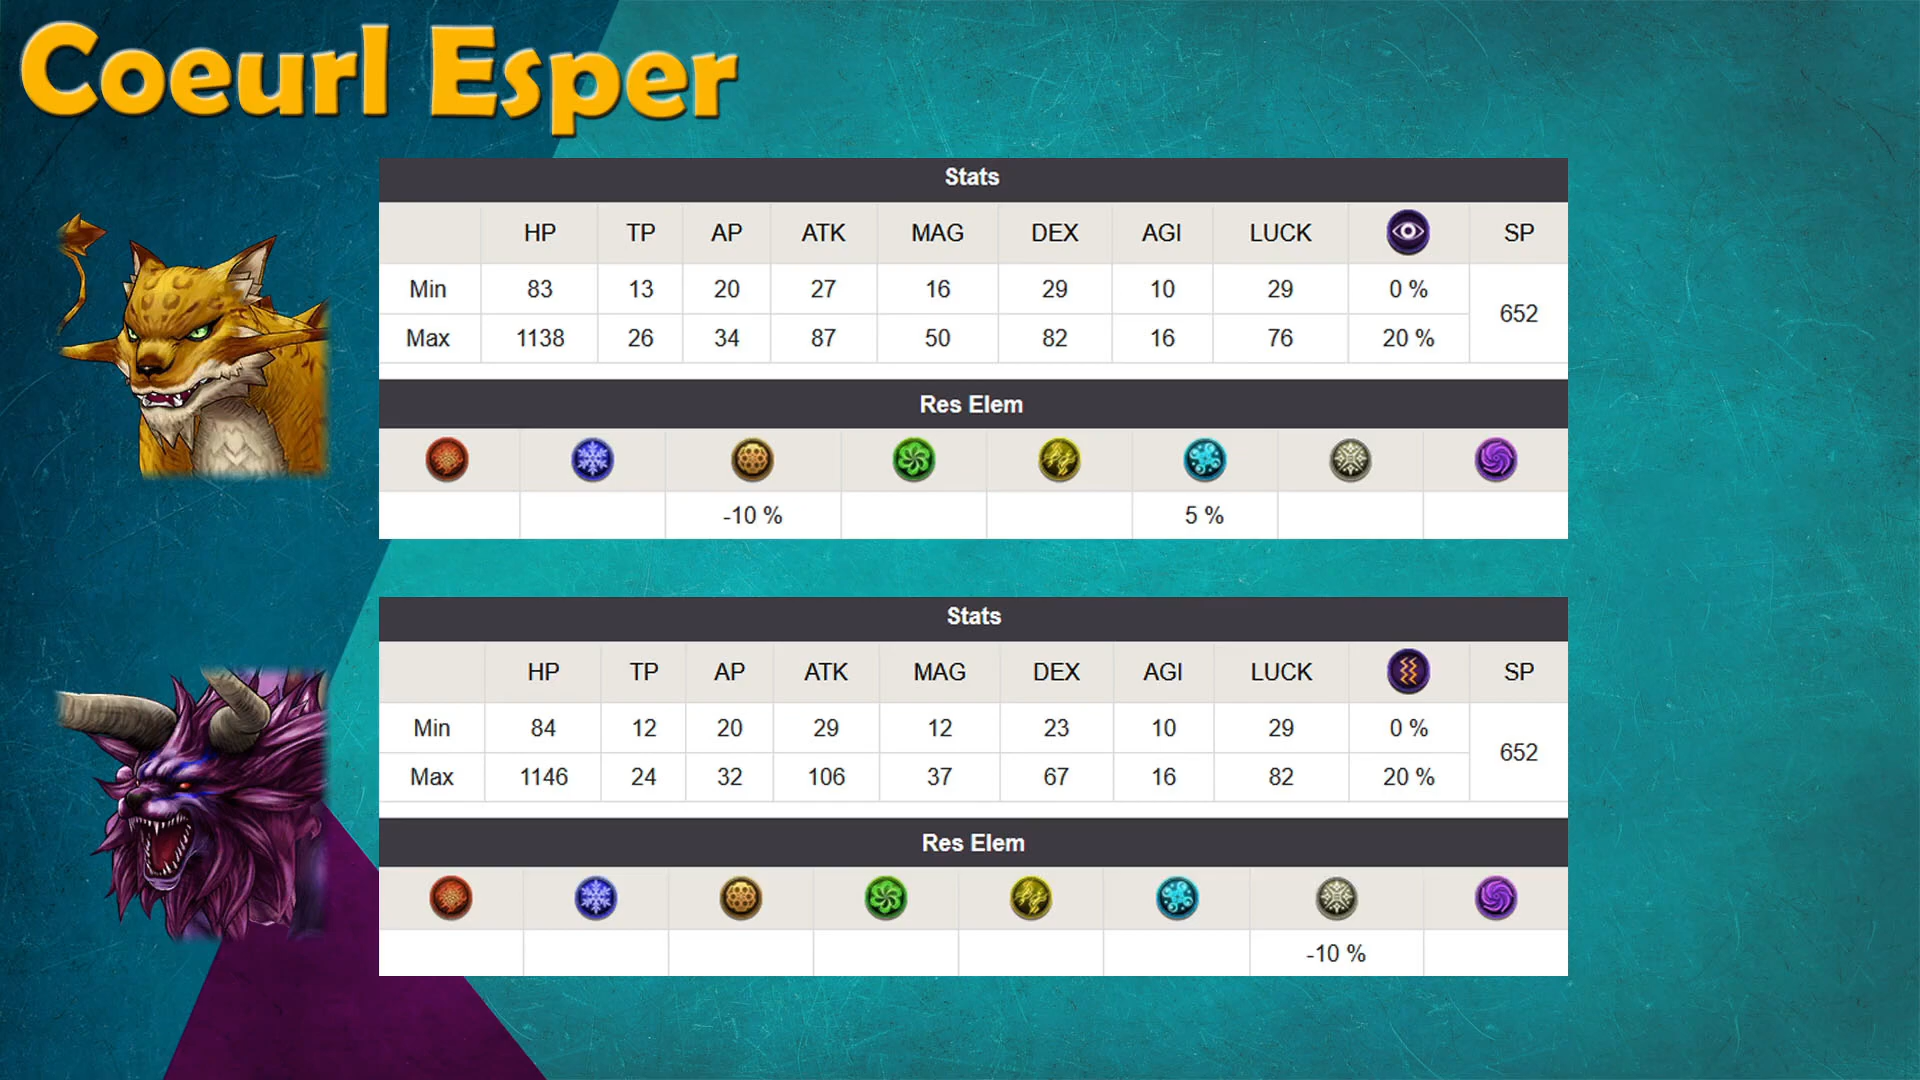 Coeurl Esper
Stats
HP TP AP ATK MAG DEX AGI LUCK SP
Min 83 13 20 27 16 29 10 29 0 % 652
Max 1138 26 34 87 50 82 16 76 20 %
Res Elem
-10 % 5 %
Stats
HP TP AP ATK MAG DEX AGI LUCK SP
Min 84 12 20 29 12 23 10 29 0 % 652
Max 1146 24 32 106 37 67 16 82 20 %
Res Elem
-10 %